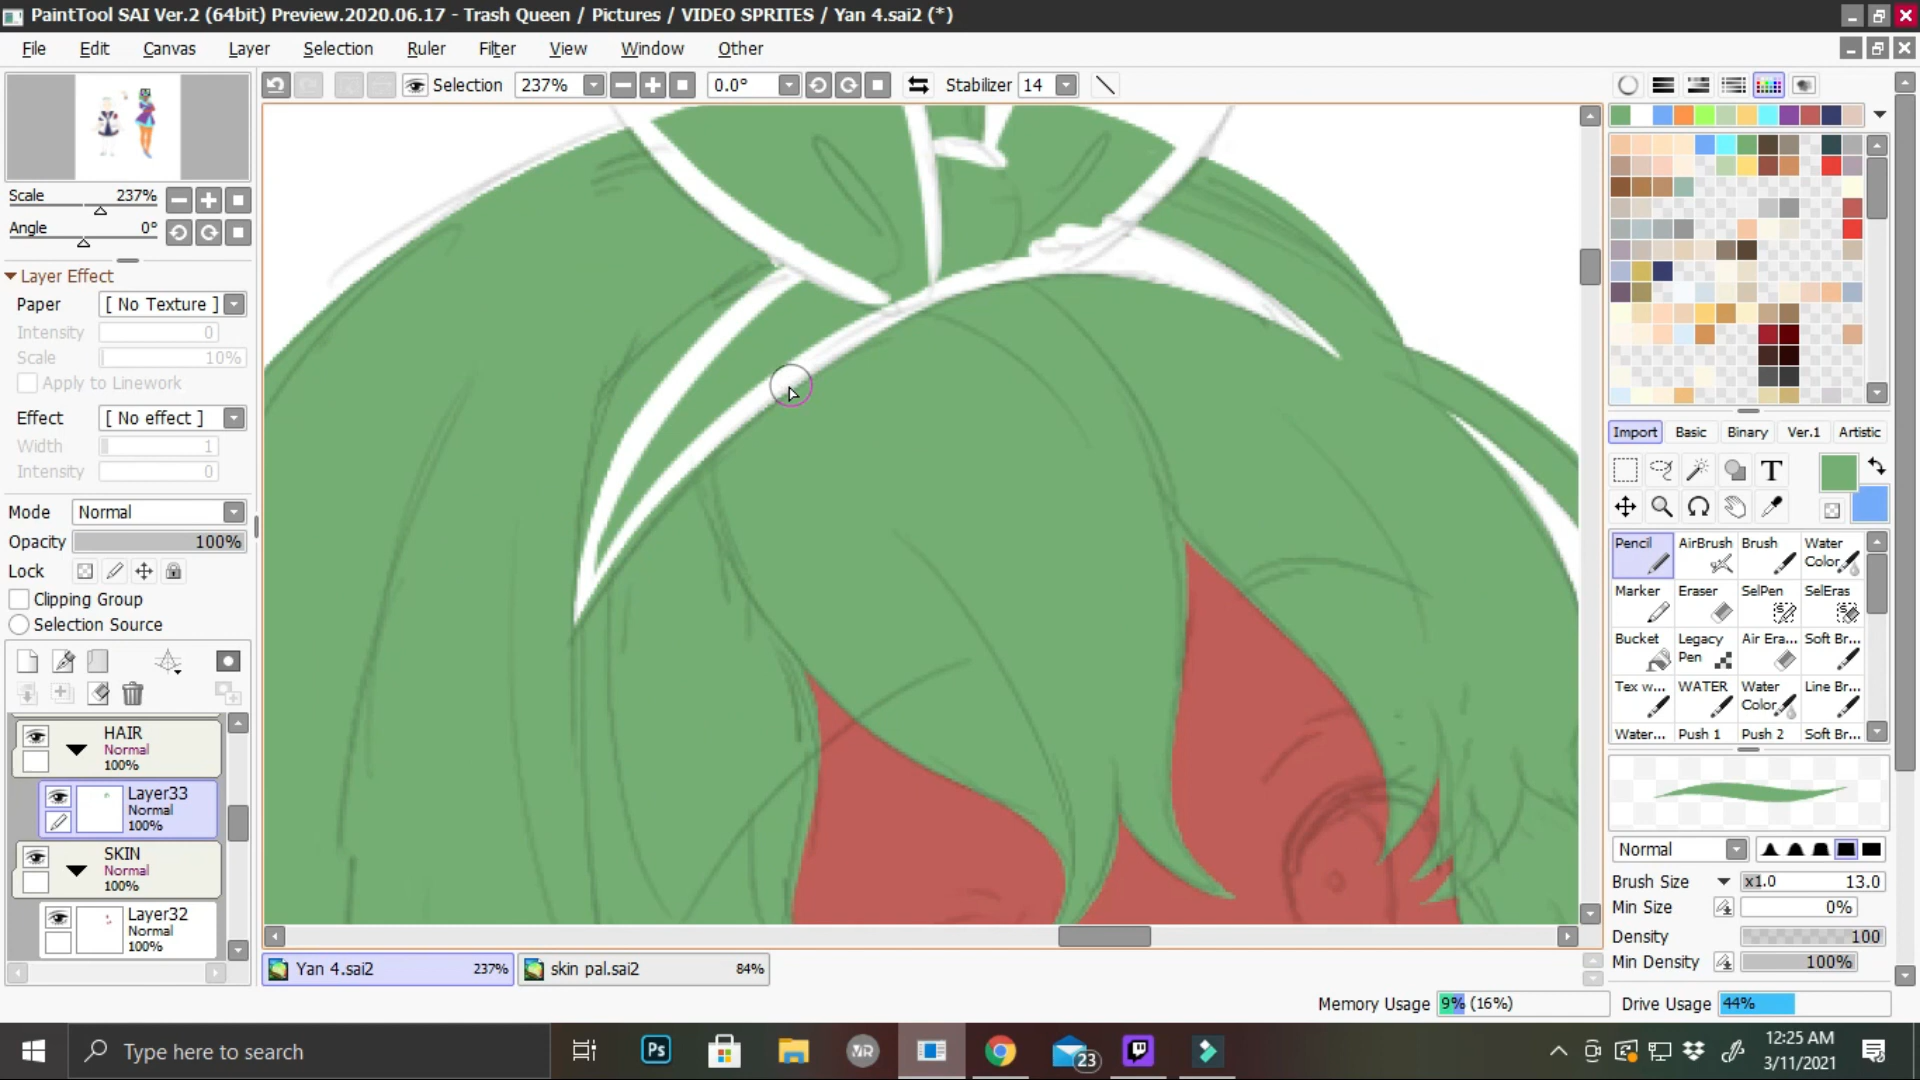 PaintTool SAI Ver.2 (64bit) Preview.2020.06.17 - Trash Queen / Pictures / VIDEO SPRITES / Yan 4.sai2 (*)
File Edit Canvas Layer Selection Ruler Filter View Window Other
Selection 237% 0.0° Stabilizer 14
Scale 237%
Angle 0°
Layer Effect
Paper [ No Texture ]
Intensity 0
Scale 10%
Apply to Linework
Effect [ No effect ]
Width 1
Intensity 0
Mode Normal
Opacity 100%
Lock
Clipping Group
Selection Source
HAIR
Normal
100%
Layer33
Normal
100%
SKIN
Normal
100%
Layer32
Normal
100%
Import Basic Binary Ver.1 Artistic
T
Pencil AirBrush Brush Water Color
Marker Eraser SelPen SelEras
Bucket Legacy Pen Air Era... Soft Br...
Tex w... WATER Water Color Line Br...
Water... Push 1 Push 2 Soft Br...
Normal
Brush Size x1.0 13.0
Min Size 0%
Density 100
Min Density 100%
Yan 4.sai2 237% skin pal.sai2 84%
Memory Usage 9% (16%) Drive Usage 44%
Type here to search
Ps
MR
23
12:25 AM
3/11/2021